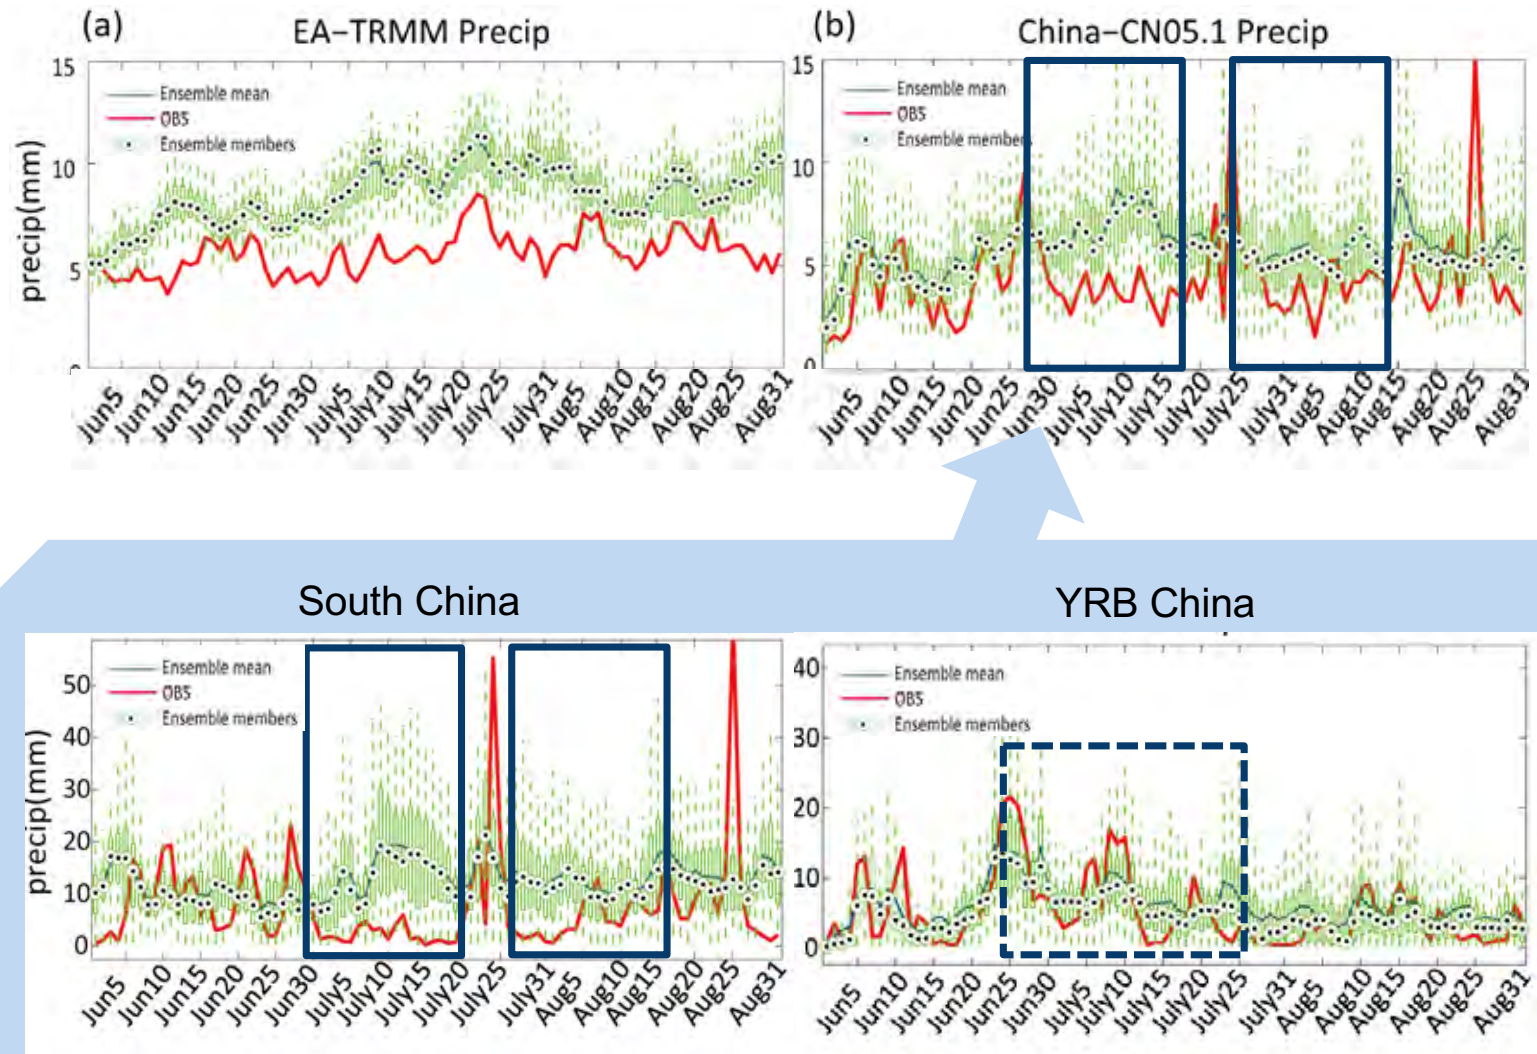 (a)
EA–TRMM Precip
15
10
5
precip(mm)
Ensemble mean
OBS
Ensemble members
Jun5
Jun10
Jun15
Jun20
Jun25
Jun30
July5
July10
July15
July20
July25
July31
Aug5
Aug10
Aug15
Aug20
Aug25
Aug31
(b)
China–CN05.1 Precip
15
10
5
0
Ensemble mean
OBS
Ensemble members
Jun5
Jun10
Jun15
Jun20
Jun25
Jun30
July5
July10
July15
July20
July25
July31
Aug5
Aug10
Aug15
Aug20
Aug25
Aug31
South China
50
40
30
20
10
0
precip(mm)
Ensemble mean
OBS
Ensemble members
Jun5
Jun10
Jun15
Jun20
Jun25
Jun30
July5
July10
July15
July20
July25
July31
Aug5
Aug10
Aug15
Aug20
Aug25
Aug31
YRB China
40
30
20
10
0
Ensemble mean
OBS
Ensemble members
Jun5
Jun10
Jun15
Jun20
Jun25
Jun30
July5
July10
July15
July20
July25
July31
Aug5
Aug10
Aug15
Aug20
Aug25
Aug31